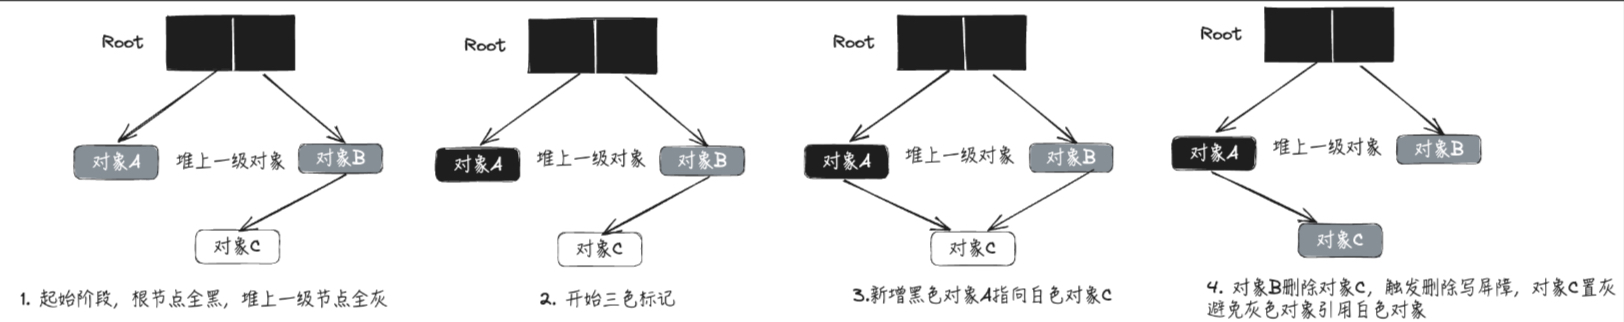 Root
对象A
堆上一级对象
对象B
对象C
1. 起始阶段，根节点全黑，堆上一级节点全灰
Root
对象A
堆上一级对象
对象B
对象C
2. 开始三色标记
Root
对象A
堆上一级对象
对象B
对象C
3.新增黑色对象A指向白色对象C
Root
对象A
堆上一级对象
对象B
对象C
4. 对象B删除对象C，触发删除写屏障，对象C置灰
避免灰色对象引用白色对象